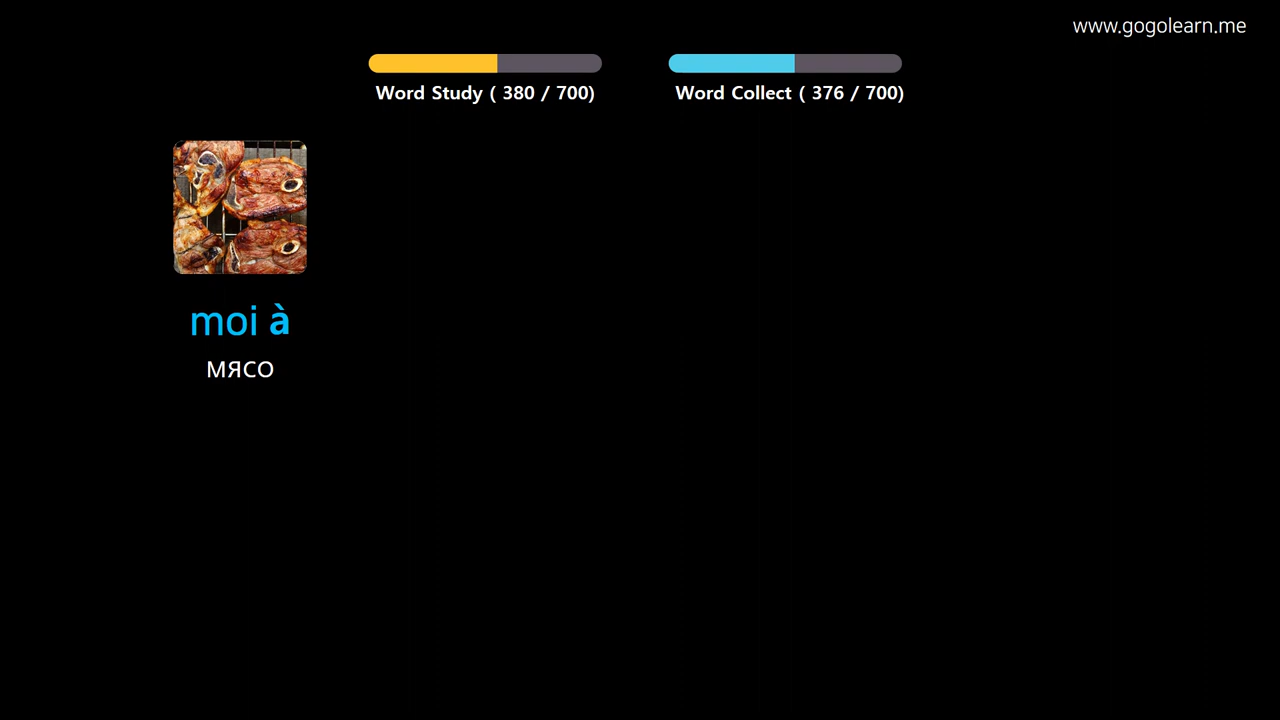 www.gogolearn.me
Word Study ( 380 / 700)
Word Collect ( 376 / 700)
moi à
мясо